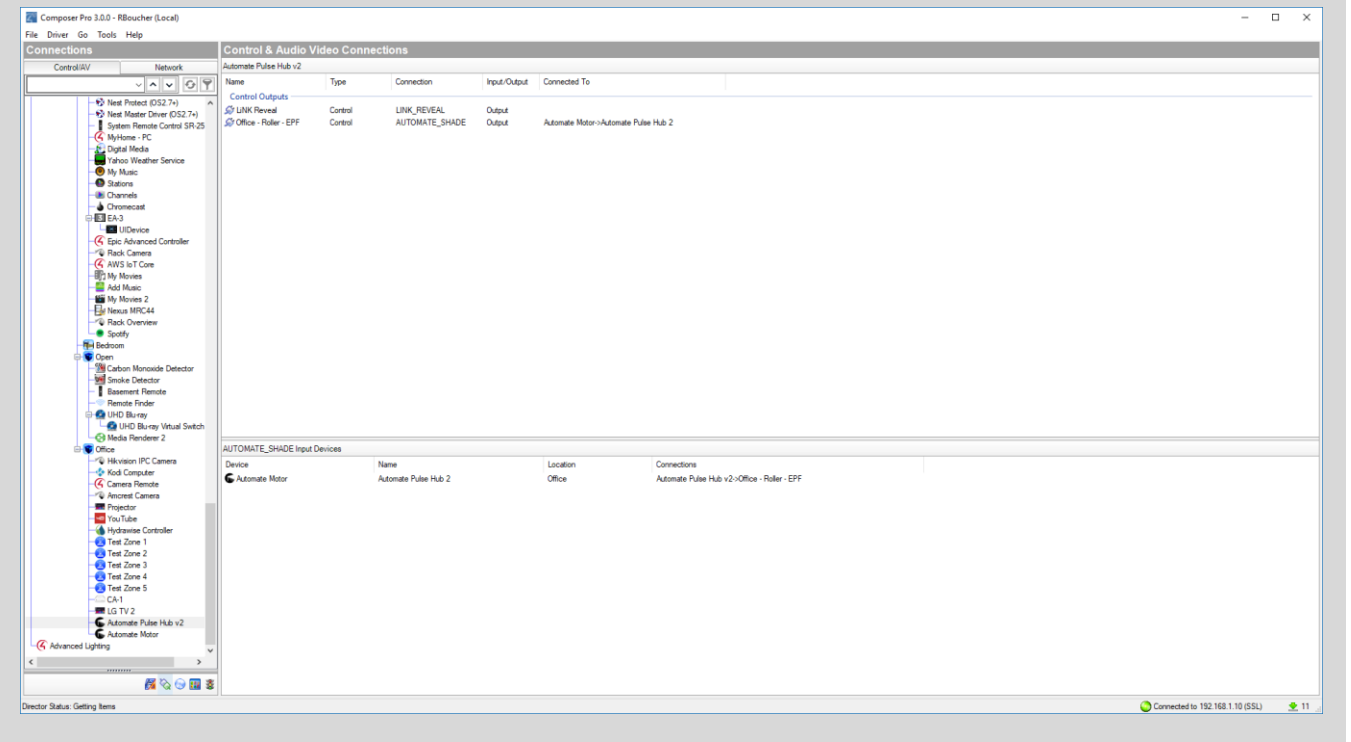 Composer Pro 3.0.0 - RBoucher (Local)
File Driver Go Tools Help
Connections
Control/AV Network
Nest Protect (OS2.7+)
Nest Master Driver (OS2.7+)
System Remote Control SR-25
MyHome - PC
Digital Media
Yahoo Weather Service
My Music
Stations
Channels
Chromecast
EA-3
UIDevice
Epic Advanced Controller
Rack Camera
AWS IoT Core
My Movies
Add Music
My Movies 2
Nexus MRC44
Rack Overview
Spotify
Bedroom
Open
Carbon Monoxide Detector
Smoke Detector
Basement Remote
Remote Finder
UHD Blu-ray
UHD Blu-ray Virtual Switch
Media Renderer 2
Office
Hikvision IPC Camera
Kodi Computer
Camera Remote
Amcrest Camera
Projector
YouTube
Hydrawise Controller
Test Zone 1
Test Zone 2
Test Zone 3
Test Zone 4
Test Zone 5
CA-1
LG TV 2
Automate Pulse Hub v2
Automate Motor
Advanced Lighting
Control & Audio Video Connections
Automate Pulse Hub v2
Name Type Connection Input/Output Connected To
Control Outputs
LINK Reveal Control LINK_REVEAL Output
Office - Roller - EPF Control AUTOMATE_SHADE Output Automate Motor->Automate Pulse Hub 2
AUTOMATE_SHADE Input Devices
Device Name Location Connections
Automate Motor Automate Pulse Hub 2 Office Automate Pulse Hub v2->Office - Roller - EPF
Director Status: Getting Items Connected to 192.168.1.10 (SSL) 11